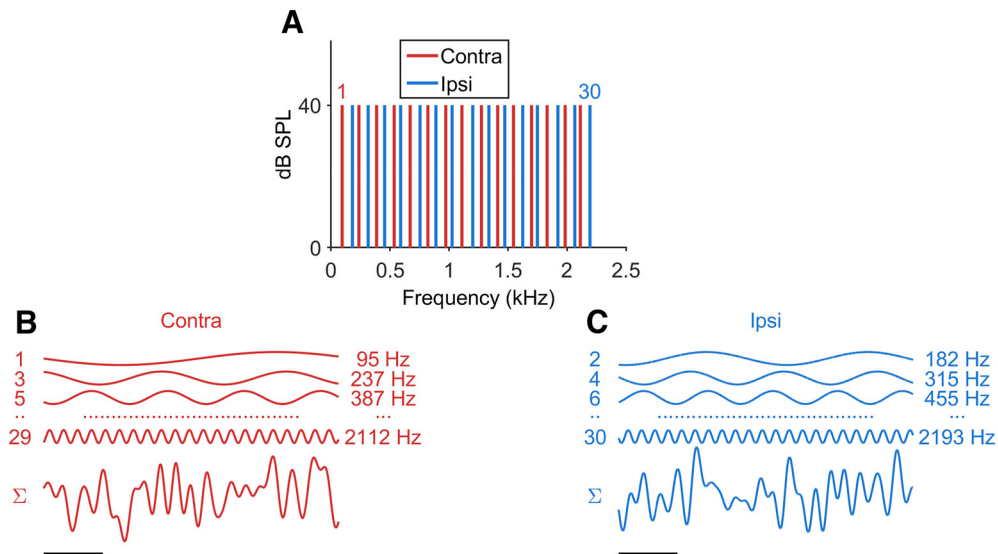 A
Contra
Ipsi
1
30
40
0
dB SPL
0 0.5 1 1.5 2 2.5
Frequency (kHz)
B
Contra
1 95 Hz
3 237 Hz
5 387 Hz
.. ...
29 2112 Hz
Σ
C
Ipsi
2 182 Hz
4 315 Hz
6 455 Hz
.. ...
30 2193 Hz
Σ